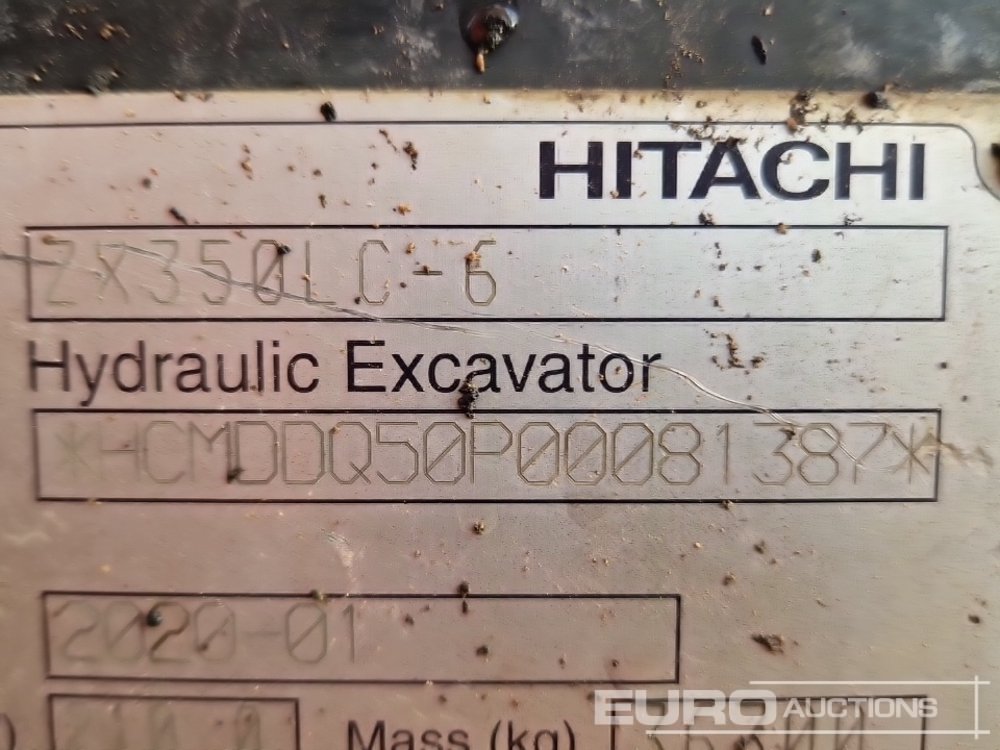 HITACHI
ZX350LC-6
Hydraulic Excavator
*HCMDDQ50P00081387*
2020-01
Mass (kg)
EURO AUCTIONS